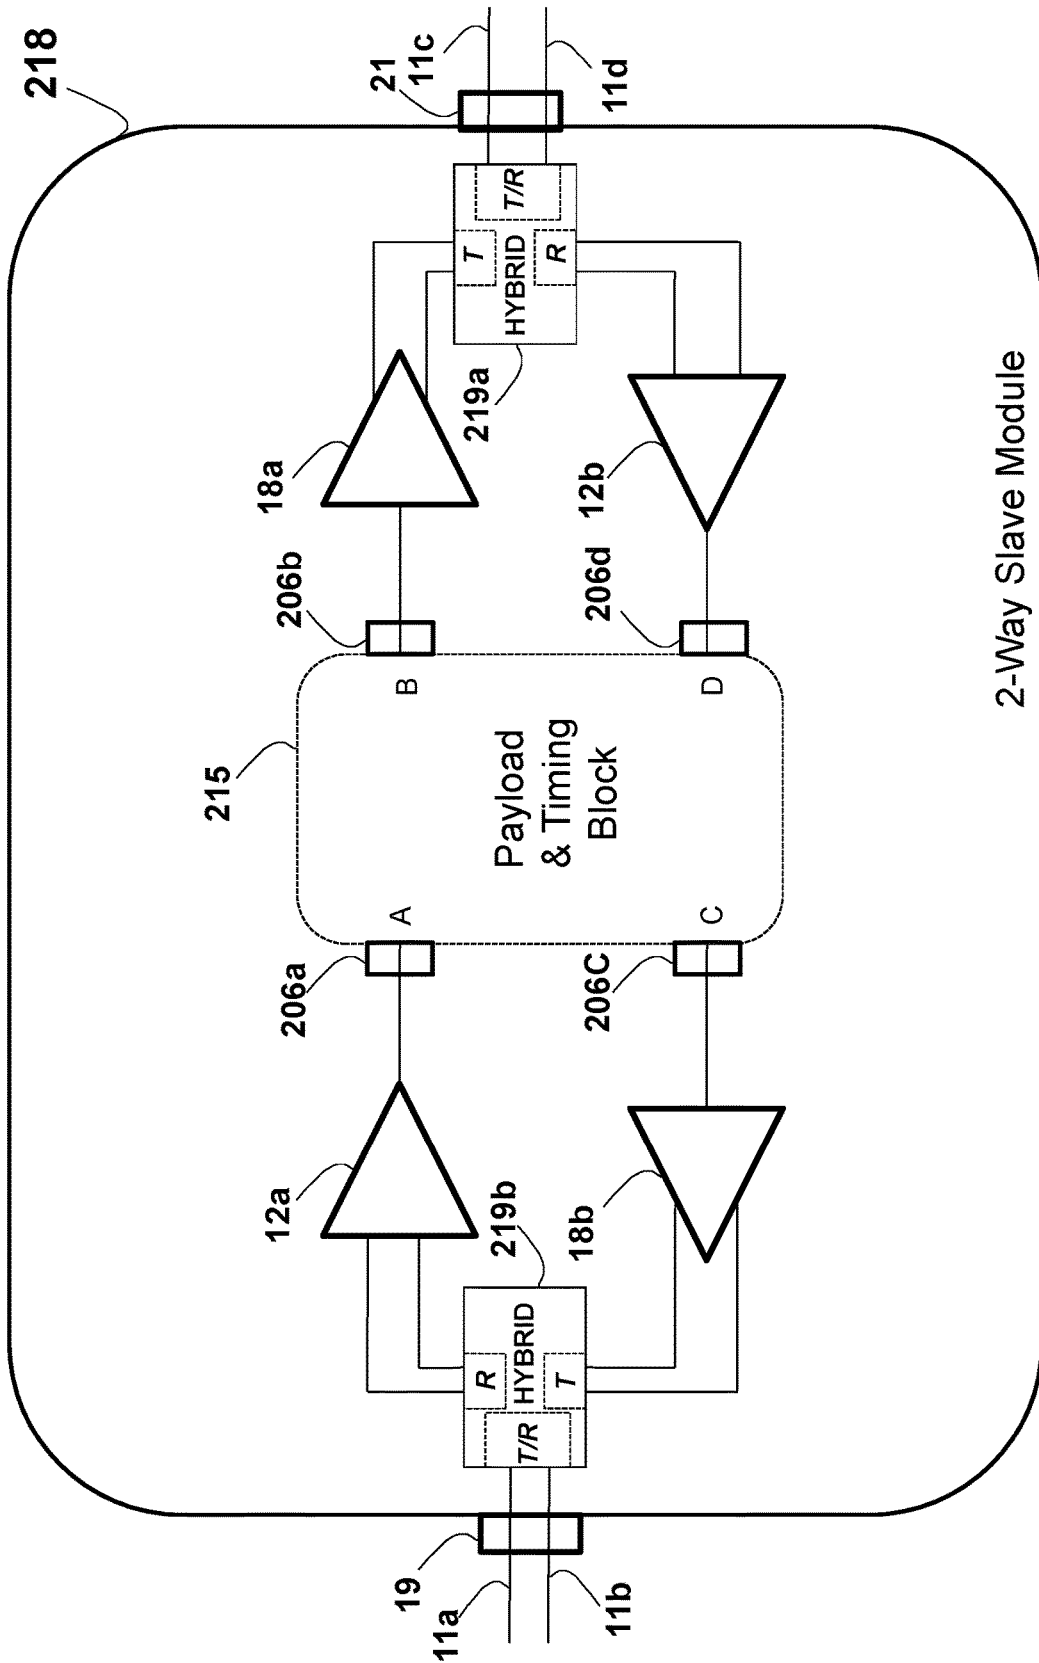 218
215
18a
12a
206a
206b
219a
21
11c
11d
A
B
T
HYBRID
R
T/R
Payload
& Timing
Block
219b
R
HYBRID
T
T/R
19
11a
11b
C
D
206C
206d
18b
12b
2-Way Slave Module